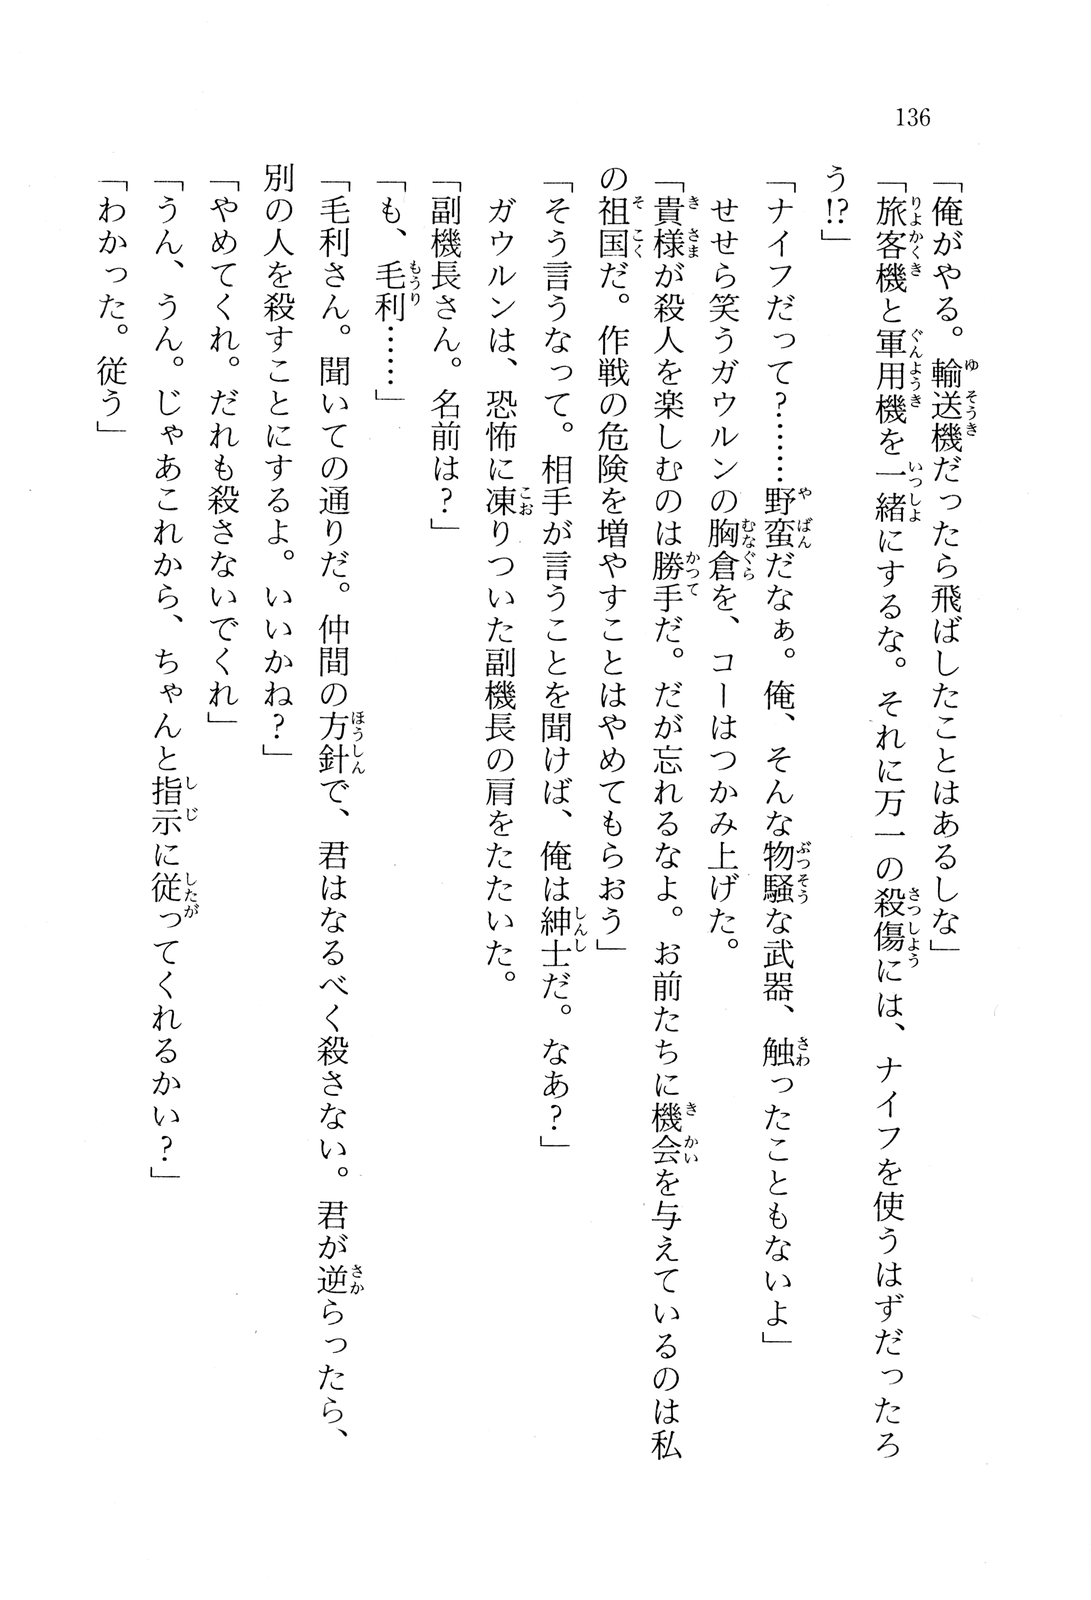 136
「俺がやる。輸送機だったら飛ばしたことはあるしな」
「旅客機と軍用機を一緒にするな。それに万一の殺傷には、ナイフを使うはずだったろ
う!?」
「ナイフだって?……野蛮だなぁ。俺、そんな物騒な武器、触ったこともないよ」
　せせら笑うガウルンの胸倉を、コーはつかみ上げた。
「貴様が殺人を楽しむのは勝手だ。だが忘れるなよ。お前たちに機会を与えているのは私
の祖国だ。作戦の危険を増やすことはやめてもらおう」
「そう言うなって。相手が言うことを聞けば、俺は紳士だ。なあ?」
　ガウルンは、恐怖に凍りついた副機長の肩をたたいた。
「副機長さん。名前は?」
「も、毛利……」
「毛利さん。聞いての通りだ。仲間の方針で、君はなるべく殺さない。君が逆らったら、
別の人を殺すことにするよ。いいかね?」
「やめてくれ。だれも殺さないでくれ」
「うん、うん。じゃあこれから、ちゃんと指示に従ってくれるかい?」
「わかった。従う」